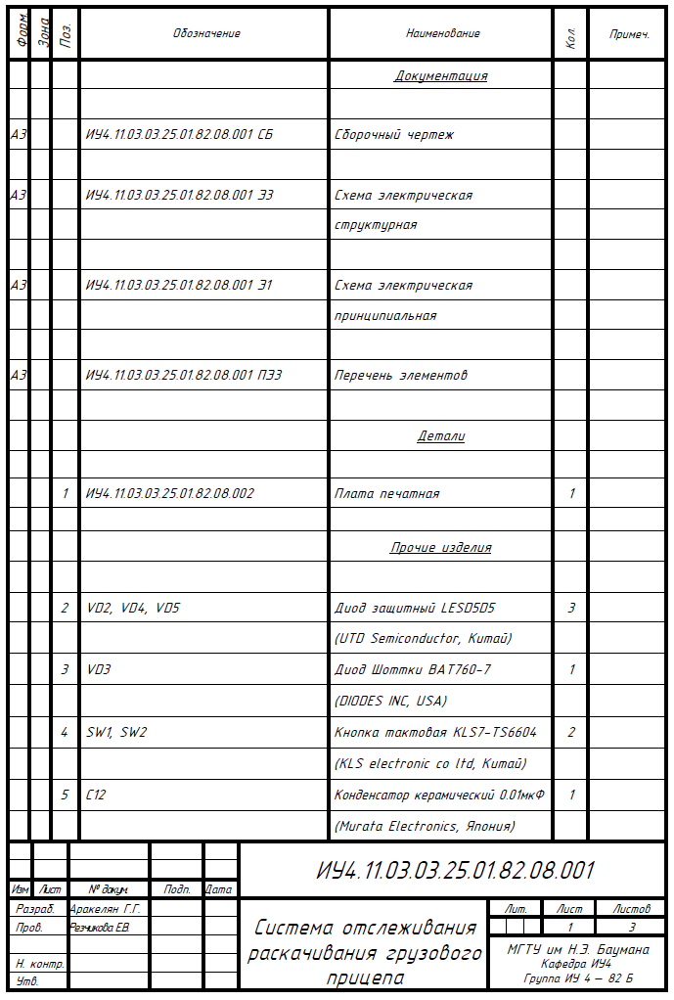 Форм. Зона Поз. Обозначение Наименование Кол. Примеч.
Документация
А3 ИУ4.11.03.03.25.01.82.08.001 СБ Сборочный чертеж
А3 ИУ4.11.03.03.25.01.82.08.001 Э3 Схема электрическая
структурная
А3 ИУ4.11.03.03.25.01.82.08.001 Э1 Схема электрическая
принципиальная
А3 ИУ4.11.03.03.25.01.82.08.001 ПЭ3 Перечень элементов
Детали
1 ИУ4.11.03.03.25.01.82.08.002 Плата печатная 1
Прочие изделия
2 VD2, VD4, VD5 Диод защитный LESD5D5 3
(UTD Semiconductor, Китай)
3 VD3 Диод Шоттки BAT760-7 1
(DIODES INC, USA)
4 SW1, SW2 Кнопка тактовая KLS7-TS6604 2
(KLS electronic co ltd, Китай)
5 C12 Конденсатор керамический 0.01мкФ 1
(Murata Electronics, Япония)
ИУ4.11.03.03.25.01.82.08.001
Изм Лист № докум. Подп. Дата
Разраб. Аракелян Г.Г.
Пров. Резчикова Е.В.
Н. контр.
Утв.
Система отслеживания
раскачивания грузового
прицепа
Лит. Лист Листов
1 3
МГТУ им Н.Э. Баумана
Кафедра ИУ4
Группа ИУ 4 – 82 Б